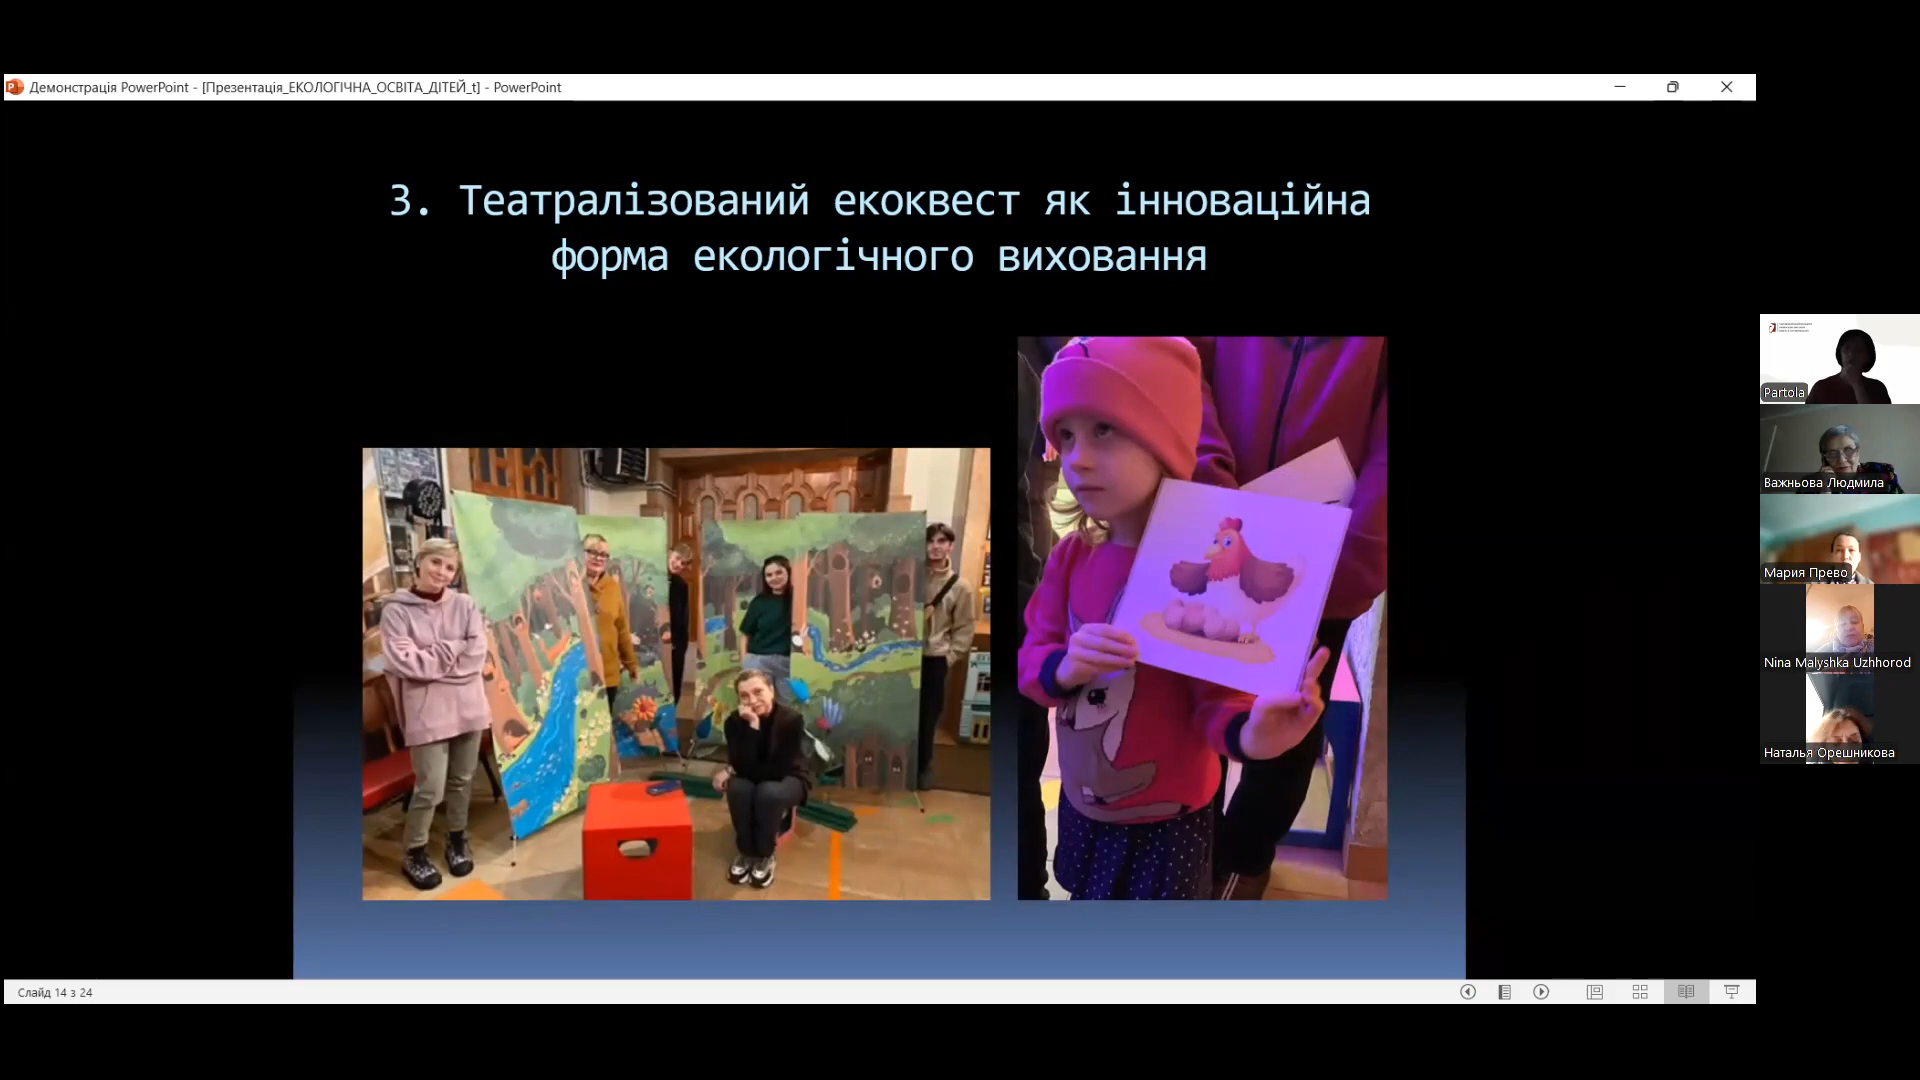 Демонстрація PowerPoint - [Презентація_ЕКОЛОГІЧНА_ОСВІТА_ДІТЕЙ_t] - PowerPoint
3. Театралізований екоквест як інноваційна
форма екологічного виховання
Partola
Важньова Людмила
Мария Прево
Nina Malyshka Uzhhorod
Наталья Орешникова
Слайд 14 з 24